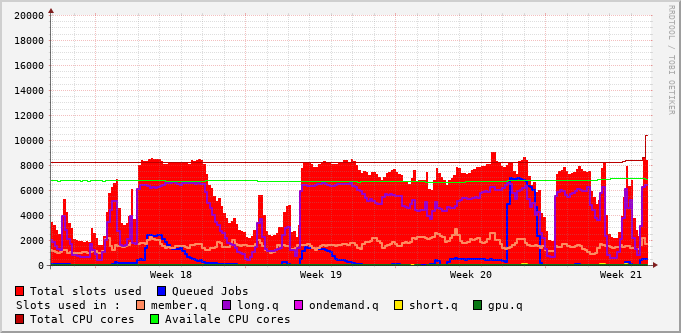 20000
18000
16000
14000
12000
10000
8000
6000
4000
2000
0
Week 18 Week 19 Week 20 Week 21
Total slots used Queued Jobs
Slots used in : member.q long.q ondemand.q short.q gpu.q
Total CPU cores Availale CPU cores
RRDTOOL / TOBI OETIKER